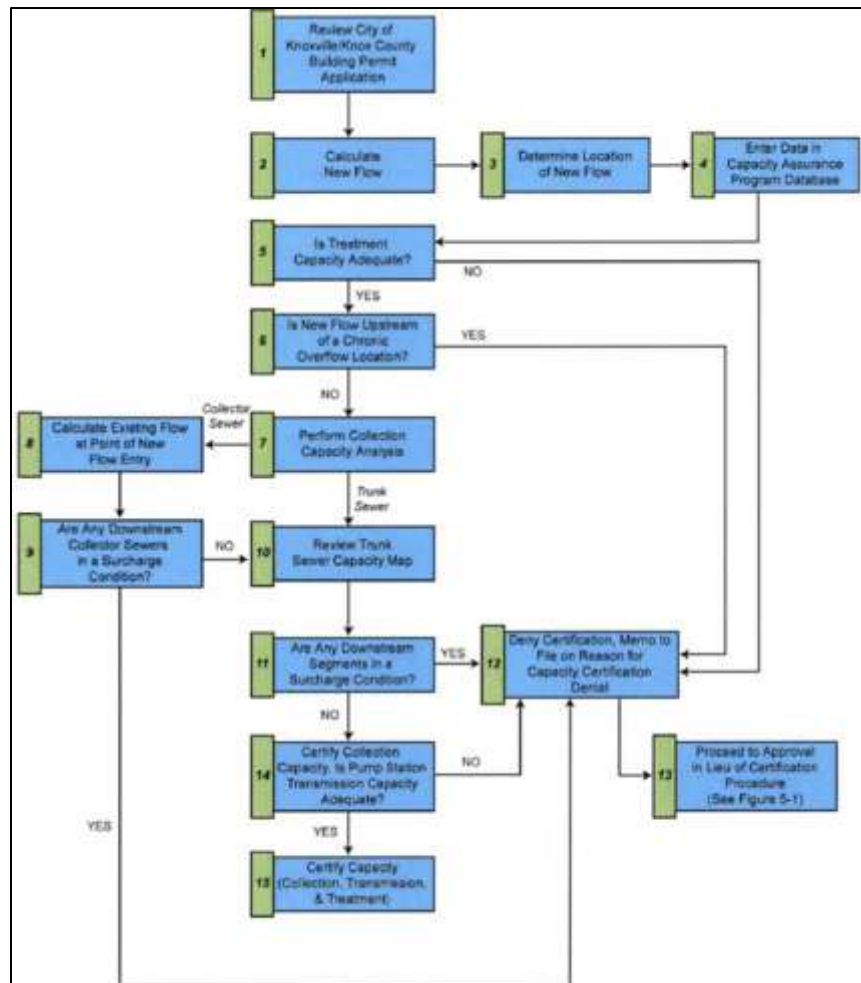 1
Review City of
Knoxville/Knox County
Building Permit
Application
2
Calculate
New Flow
3
Determine Location
of New Flow
4
Enter Data in
Capacity Assurance
Program Database
5
Is Treatment
Capacity Adequate?
NO
YES
6
Is New Flow Upstream
of a Chronic
Overflow Location?
YES
NO
8
Calculate Existing Flow
at Point of New
Flow Entry
Collector
Sewer
7
Perform Collection
Capacity Analysis
Trunk
Sewer
9
Are Any Downstream
Collector Sewers
in a Surcharge
Condition?
NO
10
Review Trunk
Sewer Capacity Map
11
Are Any Downstream
Segments in a
Surcharge Condition?
YES
12
Deny Certification, Memo to
File on Reason for
Capacity Certification
Denial
NO
14
Certify Collection
Capacity. Is Pump Station
Transmission Capacity
Adequate?
NO
13
Proceed to Approval
in Lieu of Certification
Procedure
(See Figure 5-1)
YES
YES
15
Certify Capacity
(Collection, Transmission,
& Treatment)